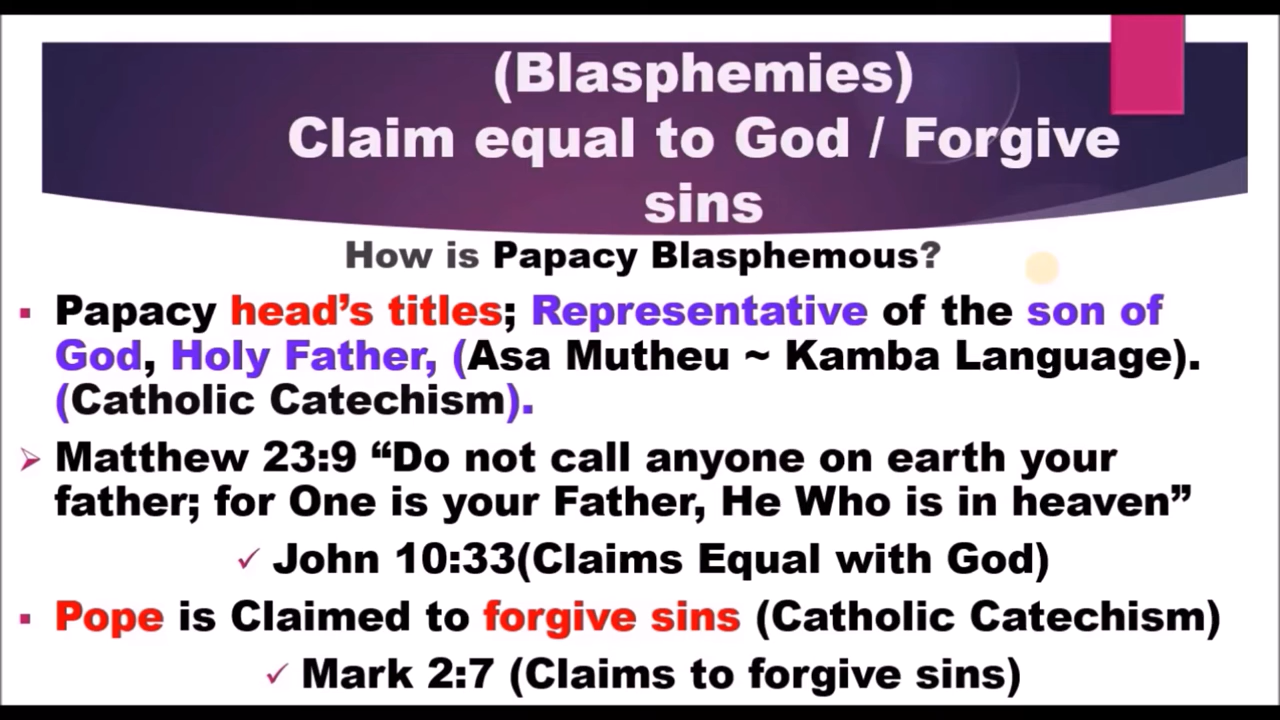 (Blasphemies)
Claim equal to God / Forgive
sins
How is Papacy Blasphemous?
▪ Papacy head’s titles; Representative of the son of
God, Holy Father, (Asa Mutheu ~ Kamba Language).
(Catholic Catechism).
➢ Matthew 23:9 “Do not call anyone on earth your
father; for One is your Father, He Who is in heaven”
✓ John 10:33(Claims Equal with God)
▪ Pope is Claimed to forgive sins (Catholic Catechism)
✓ Mark 2:7 (Claims to forgive sins)